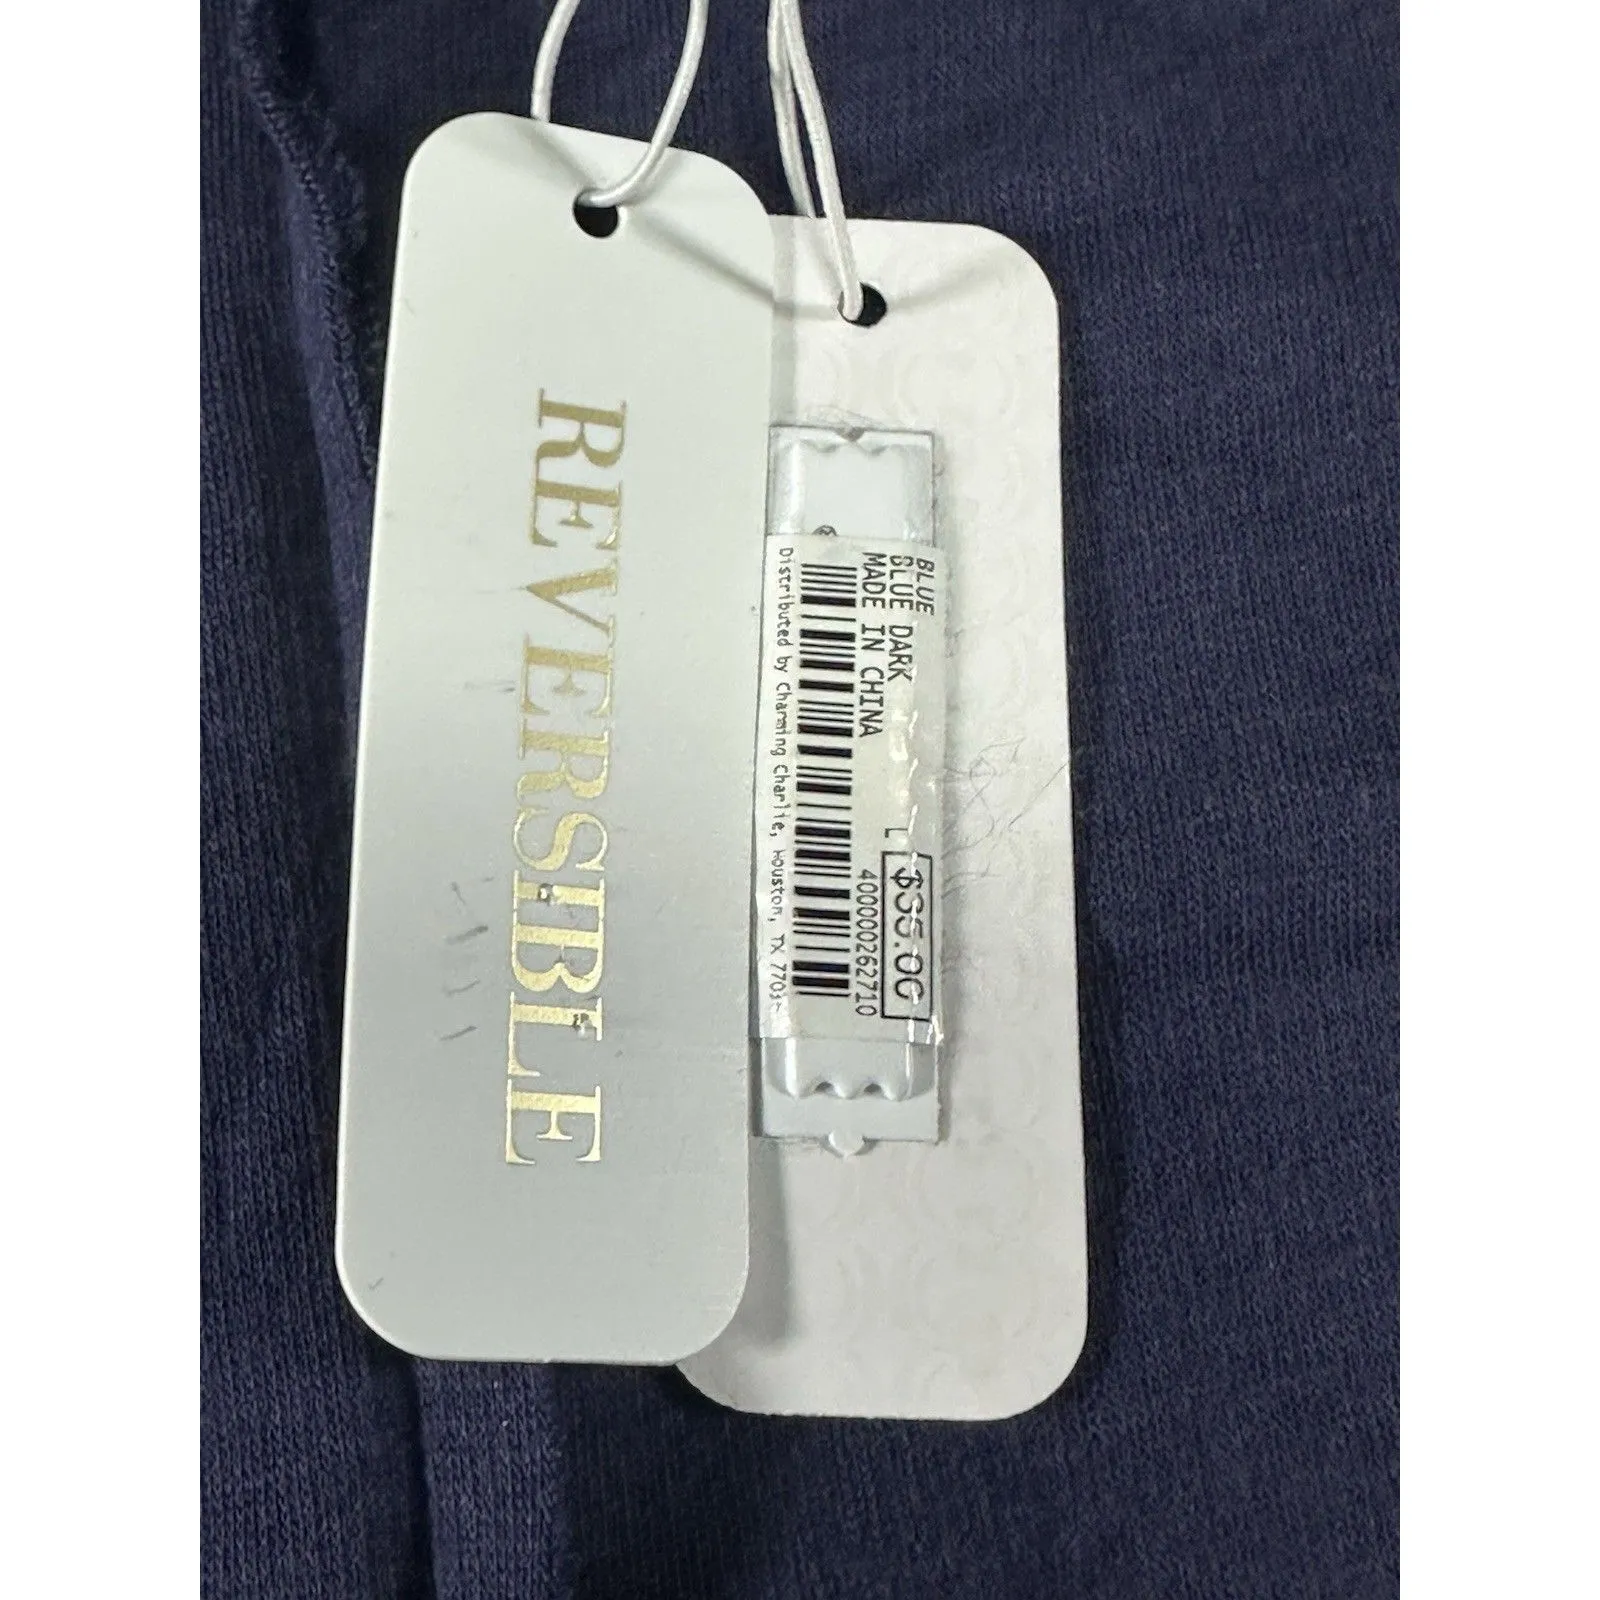 REVERSIBLE
BLUE
BLUE DARK
MADE IN CHINA
L
$35.00
400000262710
Distributed by Charming Charlie, Houston, TX